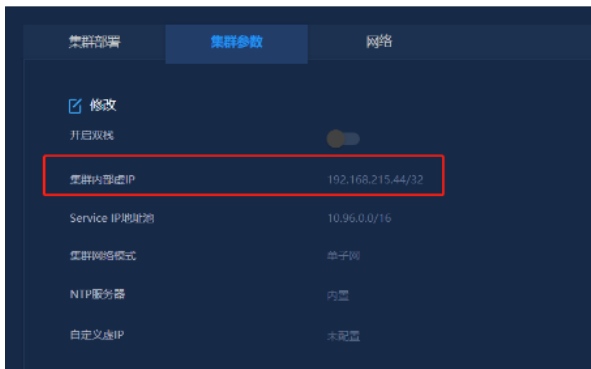 集群部署 集群参数 网络
修改
开启双栈
集群内部虚IP 192.168.215.44/32
Service IP地址池 10.96.0.0/16
集群网络模式 单子网
NTP服务器 内置
自定义虚IP 未配置